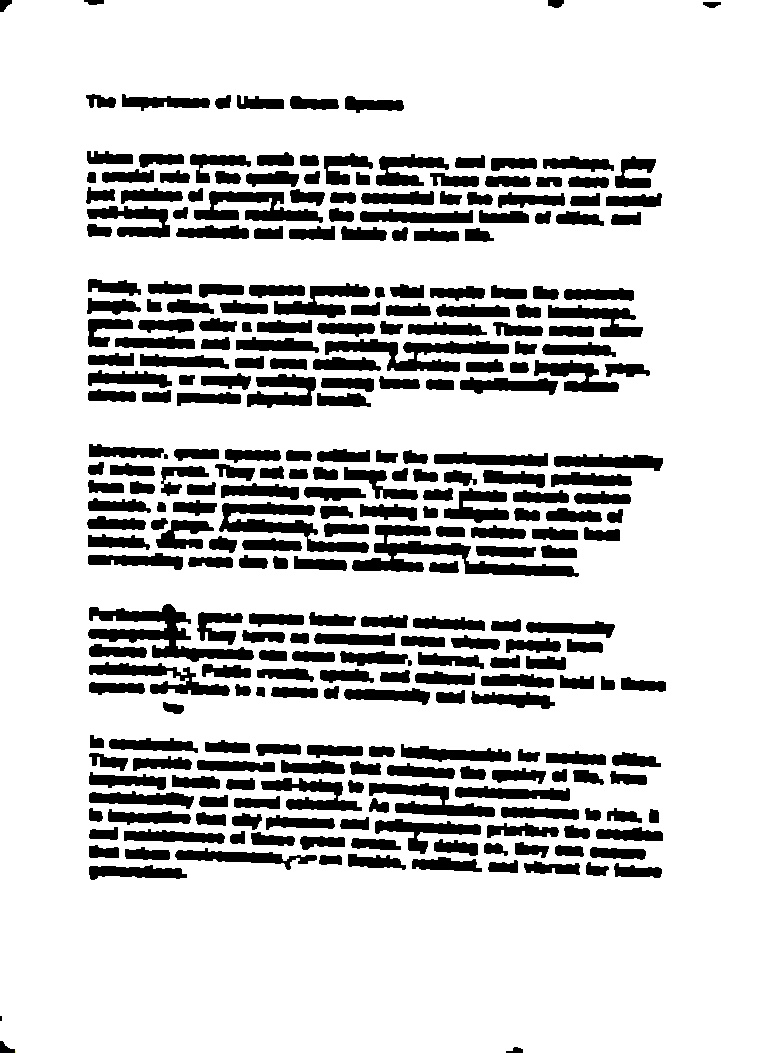 The Importance of Urban Green Spaces
Urban green spaces, such as parks, gardens, and green rooftops, play
a crucial role in the quality of life in cities. These areas are more than
just patches of greenery; they are essential for the physical and mental
well-being of urban residents, the environmental health of cities, and
the overall aesthetic and social fabric of urban life.
Firstly, urban green spaces provide a vital respite from the concrete
jungle. In cities, where buildings and roads dominate the landscape,
green spaces offer a natural escape for residents. These areas allow
for recreation and relaxation, providing opportunities for exercise,
social interaction, and even solitude. Activities such as jogging, yoga,
picnicking, or simply walking among trees can significantly reduce
stress and promote physical health.
Moreover, green spaces are critical for the environmental sustainability
of urban areas. They act as the lungs of the city, filtering pollutants
from the air and producing oxygen. Trees and plants absorb carbon
dioxide, a major greenhouse gas, helping to mitigate the effects of
climate change. Additionally, green spaces can reduce urban heat
islands, where city centers become significantly warmer than
surrounding areas due to human activities and infrastructure.
Furthermore, green spaces foster social cohesion and community
engagement. They serve as communal areas where people from
diverse backgrounds can come together, interact, and build
relationships. Public events, sports, and cultural activities held in these
spaces contribute to a sense of community and belonging.
In conclusion, urban green spaces are indispensable for modern cities.
They provide numerous benefits that enhance the quality of life, from
improving health and well-being to promoting environmental
sustainability and social cohesion. As urbanization continues to rise, it
is imperative that city planners and policymakers prioritize the creation
and maintenance of these green areas. By doing so, they can ensure
that urban environments are livable, resilient, and vibrant for future
generations.